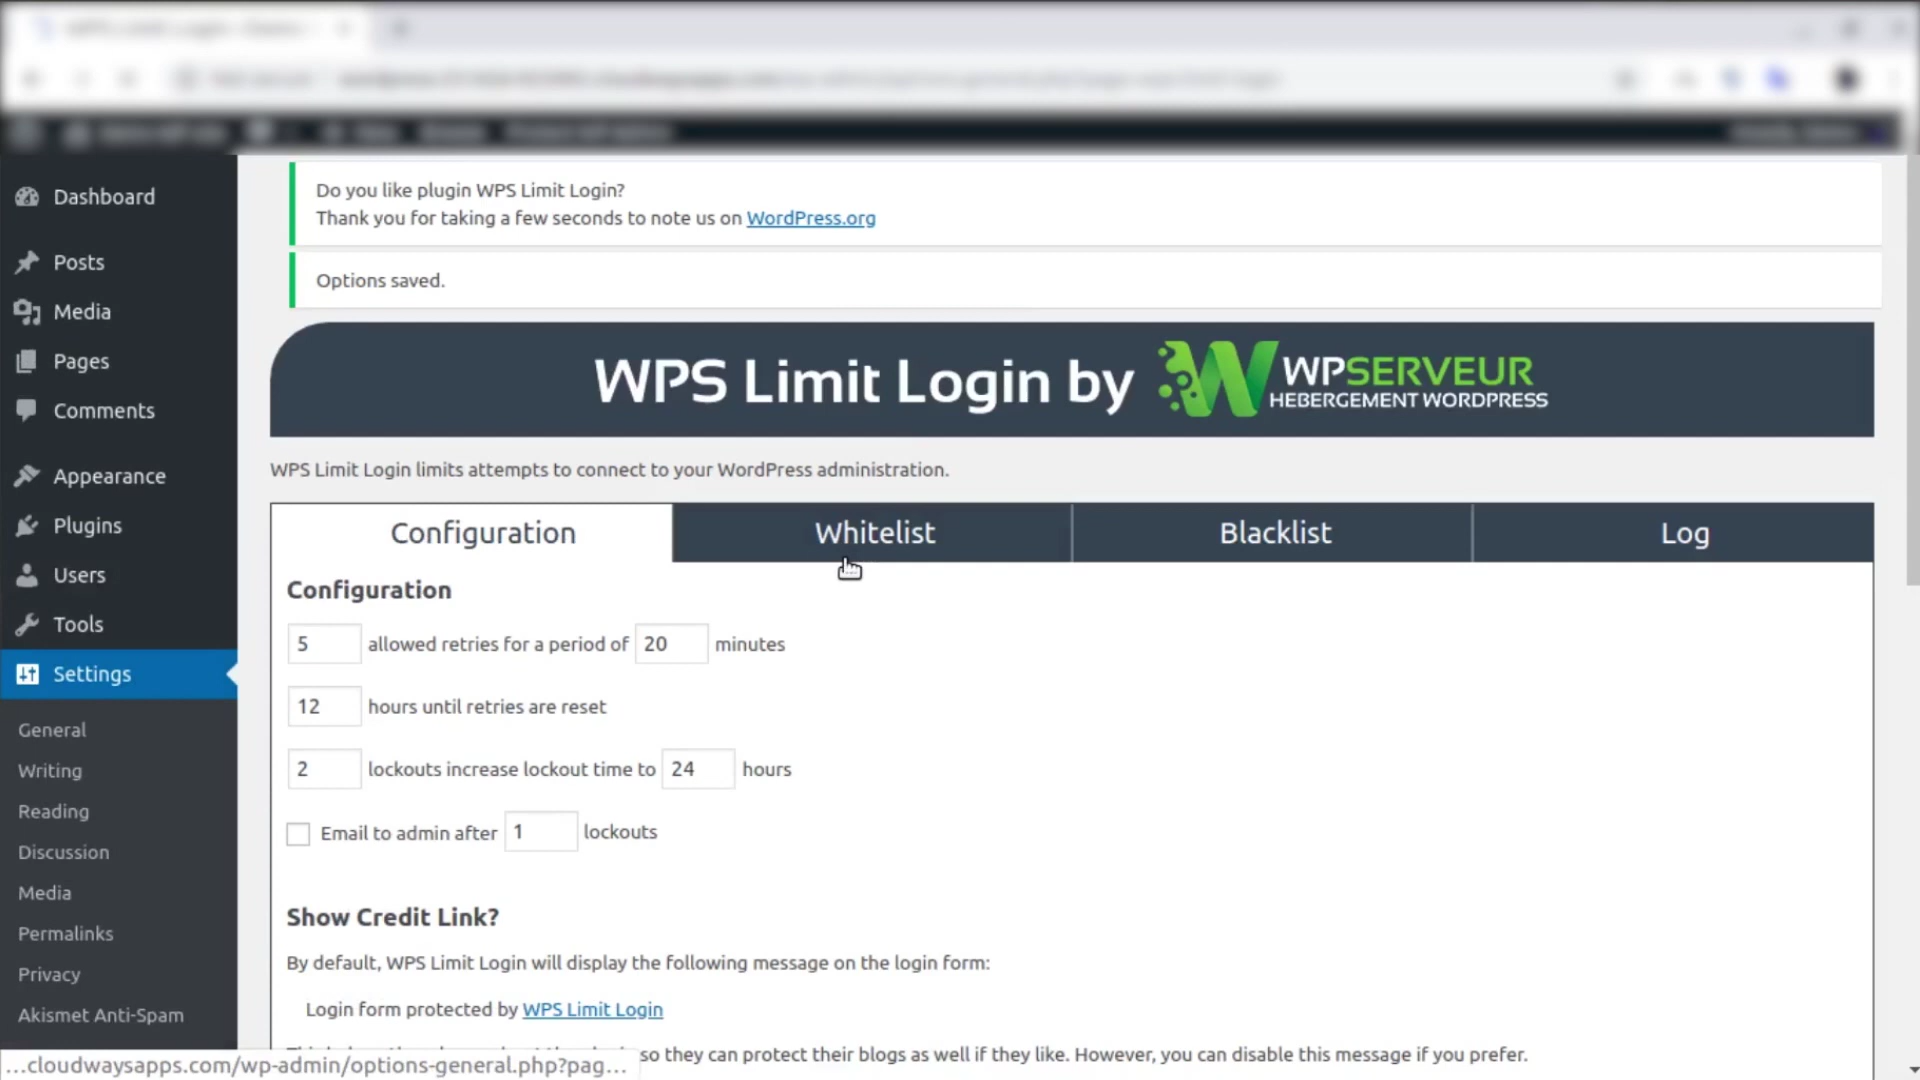 Dashboard
Posts
Media
Pages
Comments
Appearance
Plugins
Users
Tools
Settings
General
Writing
Reading
Discussion
Media
Permalinks
Privacy
Akismet Anti-Spam
Do you like plugin WPS Limit Login?
Thank you for taking a few seconds to note us on WordPress.org
Options saved.
WPS Limit Login by WPSERVEUR
HEBERGEMENT WORDPRESS
WPS Limit Login limits attempts to connect to your WordPress administration.
Configuration Whitelist Blacklist Log
Configuration
5 allowed retries for a period of 20 minutes
12 hours until retries are reset
2 lockouts increase lockout time to 24 hours
Email to admin after 1 lockouts
Show Credit Link?
By default, WPS Limit Login will display the following message on the login form:
Login form protected by WPS Limit Login
so they can protect their blogs as well if they like. However, you can disable this message if you prefer.
...cloudwaysapps.com/wp-admin/options-general.php?pag...